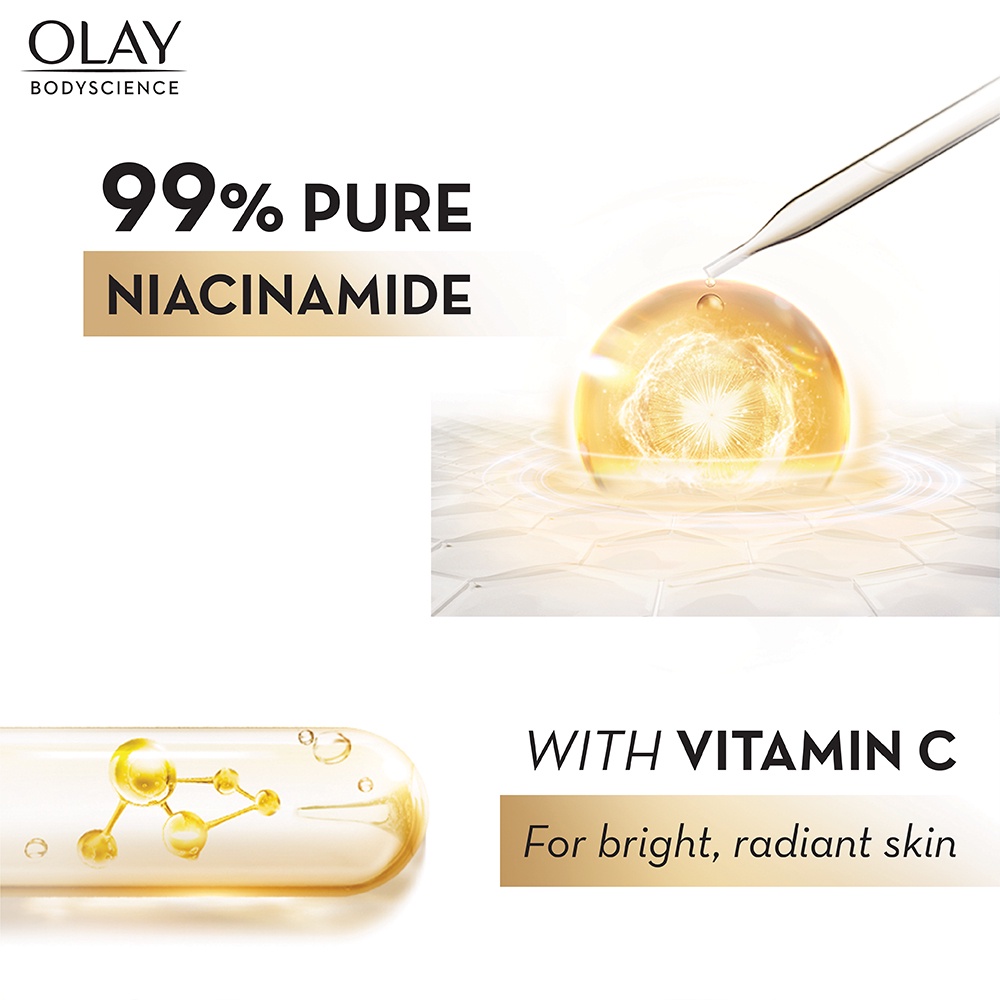 OLAY
BODYSCIENCE
99% PURE
NIACINAMIDE
WITH VITAMIN C
For bright, radiant skin